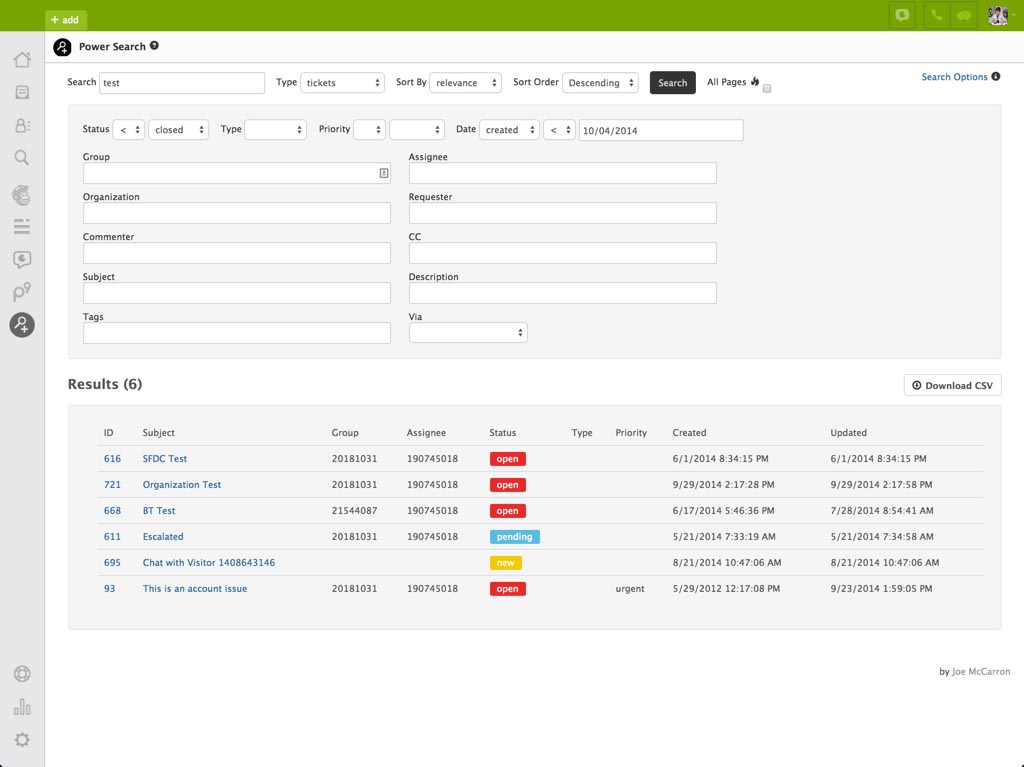 + add
Power Search ?
Search test Type tickets Sort By relevance Sort Order Descending Search All Pages Search Options
Status < closed Type Priority Date created < 10/04/2014
Group Assignee
Organization Requester
Commenter CC
Subject Description
Tags Via
Results (6) Download CSV
ID Subject Group Assignee Status Type Priority Created Updated
616 SFDC Test 20181031 190745018 open 6/1/2014 8:34:15 PM 6/1/2014 8:34:15 PM
721 Organization Test 20181031 190745018 open 9/29/2014 2:17:28 PM 9/29/2014 2:17:58 PM
668 BT Test 21544087 190745018 open 6/17/2014 5:46:36 PM 7/28/2014 8:54:41 AM
611 Escalated 20181031 190745018 pending 5/21/2014 7:33:19 AM 5/21/2014 7:34:58 AM
695 Chat with Visitor 1408643146 new 8/21/2014 10:47:06 AM 8/21/2014 10:47:06 AM
93 This is an account issue 20181031 190745018 open urgent 5/29/2012 12:17:08 PM 9/23/2014 1:59:05 PM
by Joe McCarron